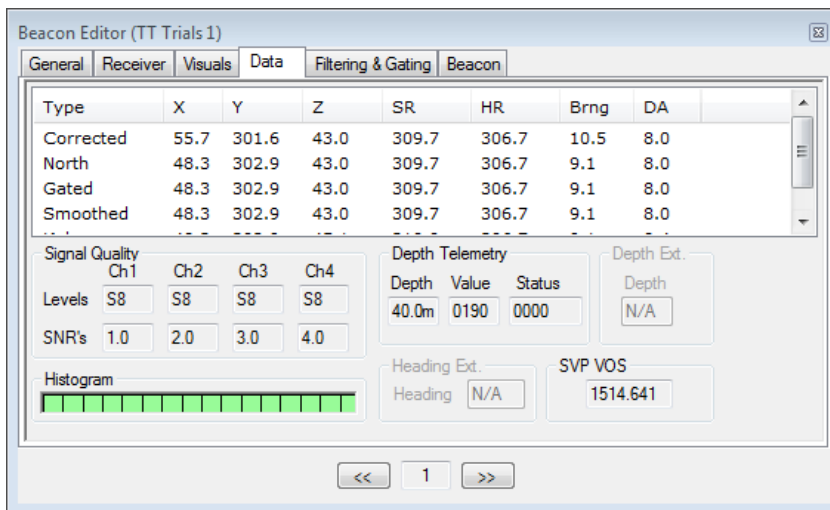 Beacon Editor (TT Trials 1)
General Receiver Visuals Data Filtering & Gating Beacon
Type X Y Z SR HR Brng DA
Corrected 55.7 301.6 43.0 309.7 306.7 10.5 8.0
North 48.3 302.9 43.0 309.7 306.7 9.1 8.0
Gated 48.3 302.9 43.0 309.7 306.7 9.1 8.0
Smoothed 48.3 302.9 43.0 309.7 306.7 9.1 8.0
Signal Quality
Ch1 Ch2 Ch3 Ch4
Levels S8 S8 S8 S8
SNR's 1.0 2.0 3.0 4.0
Depth Telemetry
Depth Value Status
40.0m 0190 0000
Depth Ext.
Depth
N/A
Histogram
Heading Ext.
Heading N/A
SVP VOS
1514.641
<< 1 >>